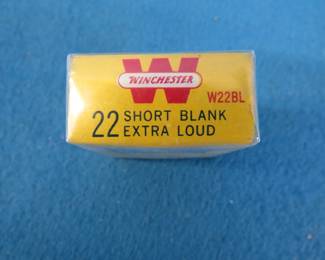 W
WINCHESTER
W22BL
22 SHORT BLANK
EXTRA LOUD